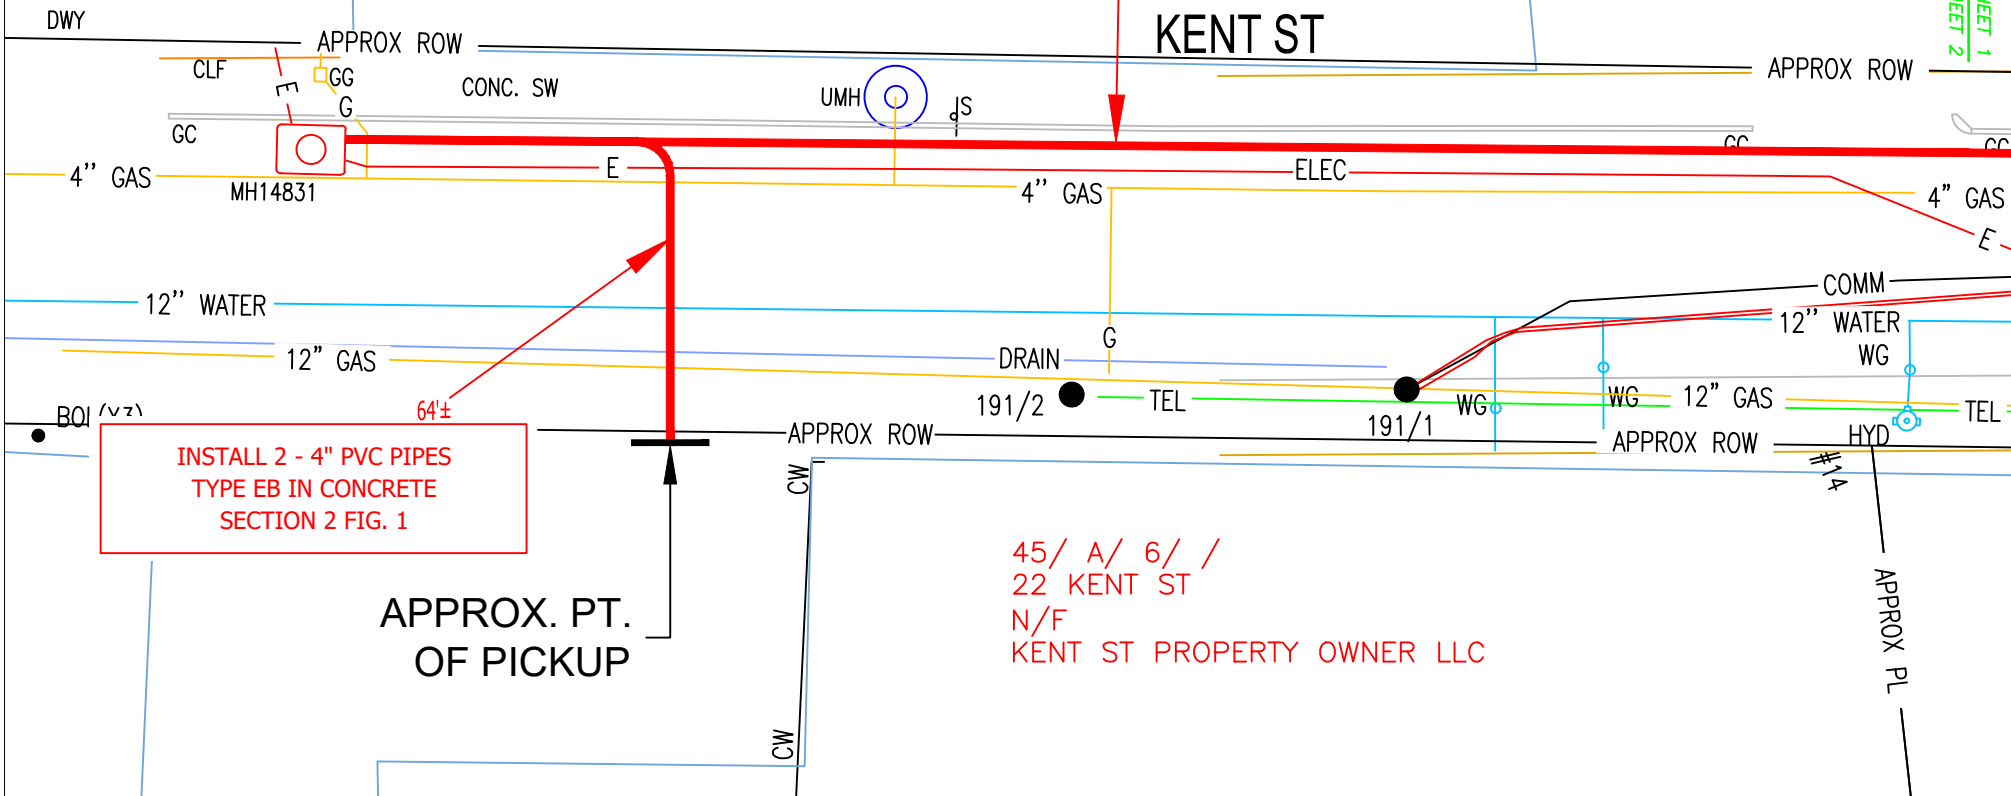 DWY
APPROX ROW
KENT ST
APPROX ROW
CLF
E
GG
G
CONC. SW
UMH
JS
GC
GC
GC
4'' GAS
MH14831
E
4'' GAS
ELEC
4" GAS
E
12'' WATER
COMM
12'' WATER
12" GAS
DRAIN
G
WG
191/2
TEL
191/1
WG
WG
12" GAS
TEL
64'±
APPROX ROW
APPROX ROW
HYD
#14
INSTALL 2 - 4" PVC PIPES
TYPE EB IN CONCRETE
SECTION 2 FIG. 1
CW
APPROX. PT.
OF PICKUP
45/ A/ 6/ /
22 KENT ST
N/F
KENT ST PROPERTY OWNER LLC
APPROX PL
CW